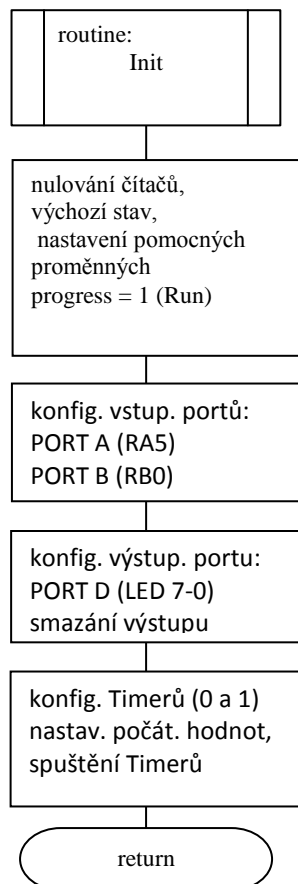 routine:
Init
nulování čítačů,
výchozí stav,
nastavení pomocných
proměnných
progress = 1 (Run)
konfig. vstup. portů:
PORT A (RA5)
PORT B (RB0)
konfig. výstup. portu:
PORT D (LED 7-0)
smazání výstupu
konfig. Timerů (0 a 1)
nastav. počát. hodnot,
spuštění Timerů
return